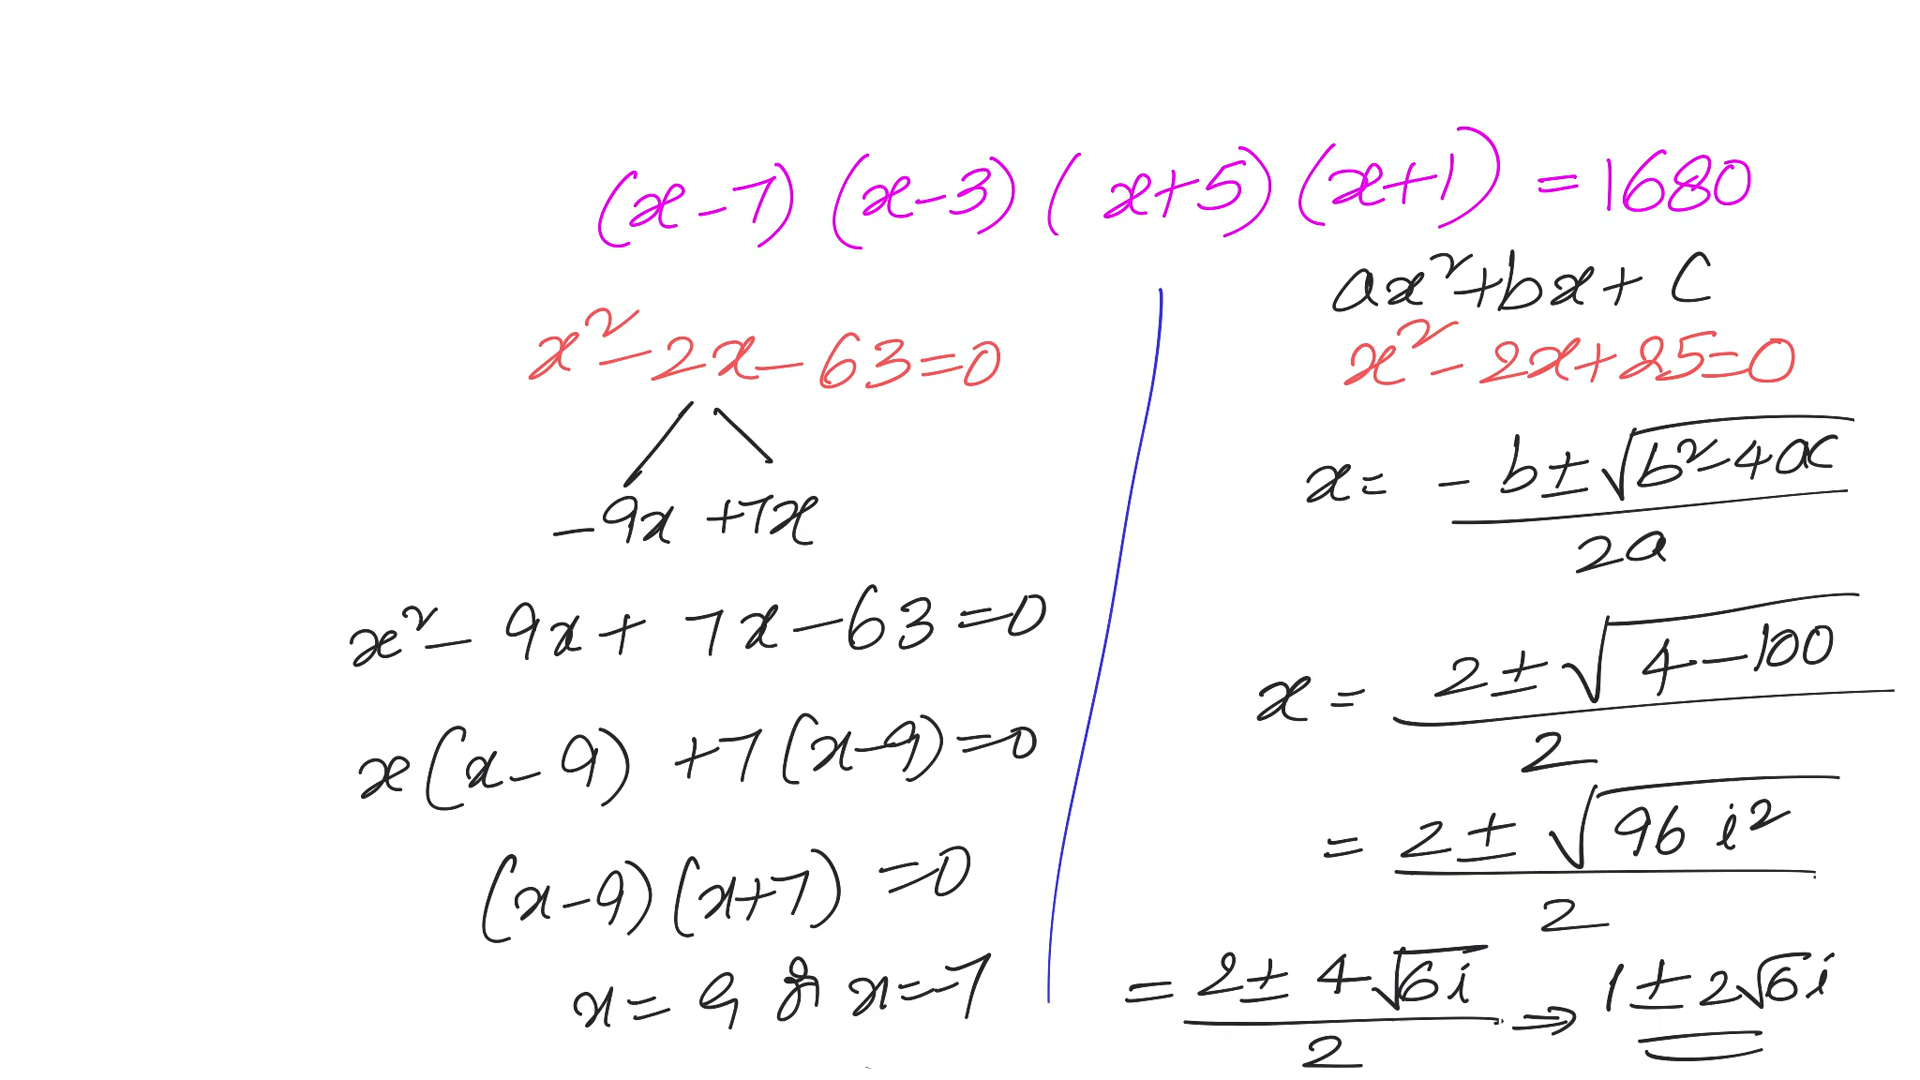 (x-7) (x-3) (x+5) (x+1) = 1680
x² - 2x - 63 = 0
-9x +7x
x² - 9x + 7x - 63 = 0
x(x-9) +7(x-9) = 0
(x-9)(x+7) = 0
x = 9 or x = -7
ax² + bx + c
x² - 2x + 25 = 0
x = (-b ± √(b² - 4ac)) / 2a
x = (2 ± √(4 - 100)) / 2
= (2 ± √(96 i²)) / 2
= (2 ± 4√6 i) / 2 ⇒ 1 ± 2√6 i